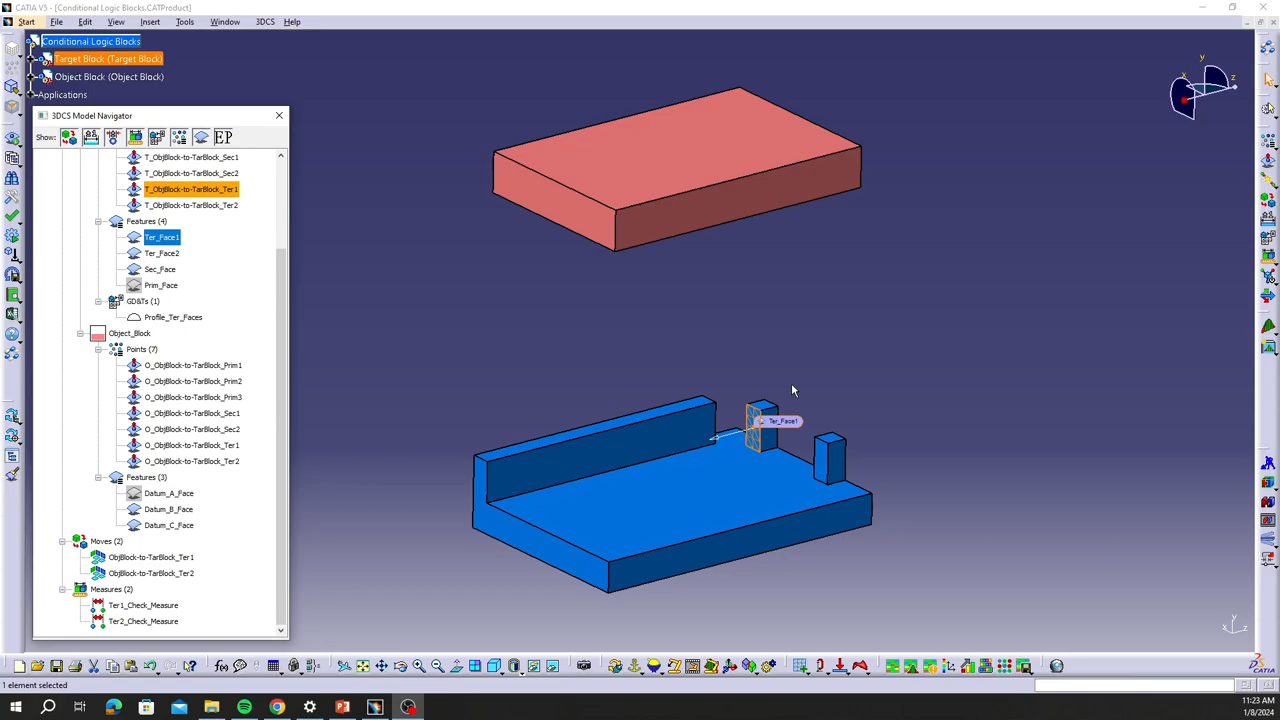 CATIA V5 - [Conditional Logic Blocks.CATProduct]
Start File Edit View Insert Tools Window 3DCS Help
Conditional Logic Blocks
Target Block (Target Block)
Object Block (Object Block)
Applications
3DCS Model Navigator
Show: EP
T_ObjBlock-to-TarBlock_Sec1
T_ObjBlock-to-TarBlock_Sec2
T_ObjBlock-to-TarBlock_Ter1
T_ObjBlock-to-TarBlock_Ter2
Features (4)
Ter_Face1
Ter_Face2
Sec_Face
Prim_Face
GD&Ts (1)
Profile_Ter_Faces
Object_Block
Points (7)
O_ObjBlock-to-TarBlock_Prim1
O_ObjBlock-to-TarBlock_Prim2
O_ObjBlock-to-TarBlock_Prim3
O_ObjBlock-to-TarBlock_Sec1
O_ObjBlock-to-TarBlock_Sec2
O_ObjBlock-to-TarBlock_Ter1
O_ObjBlock-to-TarBlock_Ter2
Features (3)
Datum_A_Face
Datum_B_Face
Datum_C_Face
Moves (2)
ObjBlock-to-TarBlock_Ter1
ObjBlock-to-TarBlock_Ter2
Measures (2)
Ter1_Check_Measure
Ter2_Check_Measure
Ter_Face1
y
x
z
x y z
f(x)
CATIA
1 element selected
11:23 AM
1/8/2024